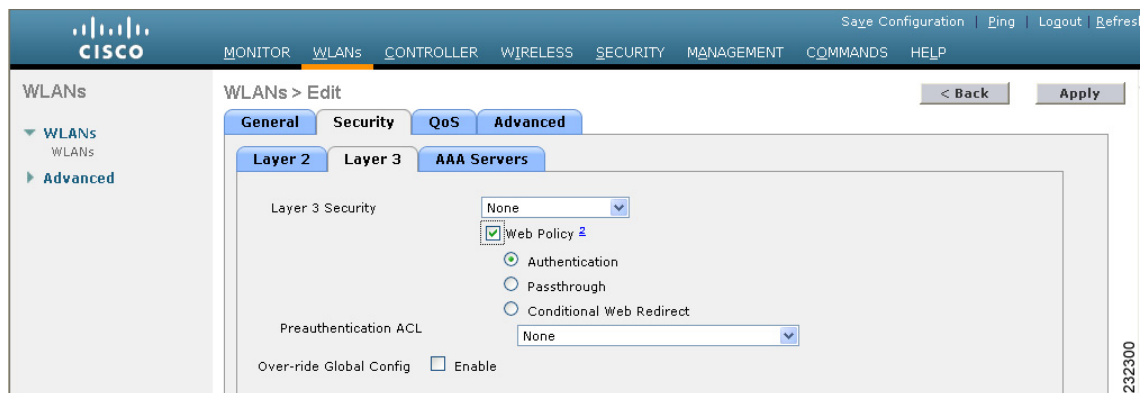 Save Configuration | Ping | Logout | Refresh
CISCO
MONITOR WLANs CONTROLLER WIRELESS SECURITY MANAGEMENT COMMANDS HELP
WLANs
WLANs
WLANs
Advanced
WLANs > Edit
< Back
Apply
General Security QoS Advanced
Layer 2 Layer 3 AAA Servers
Layer 3 Security None
Web Policy 2
Authentication
Passthrough
Conditional Web Redirect
Preauthentication ACL None
Over-ride Global Config Enable
232300